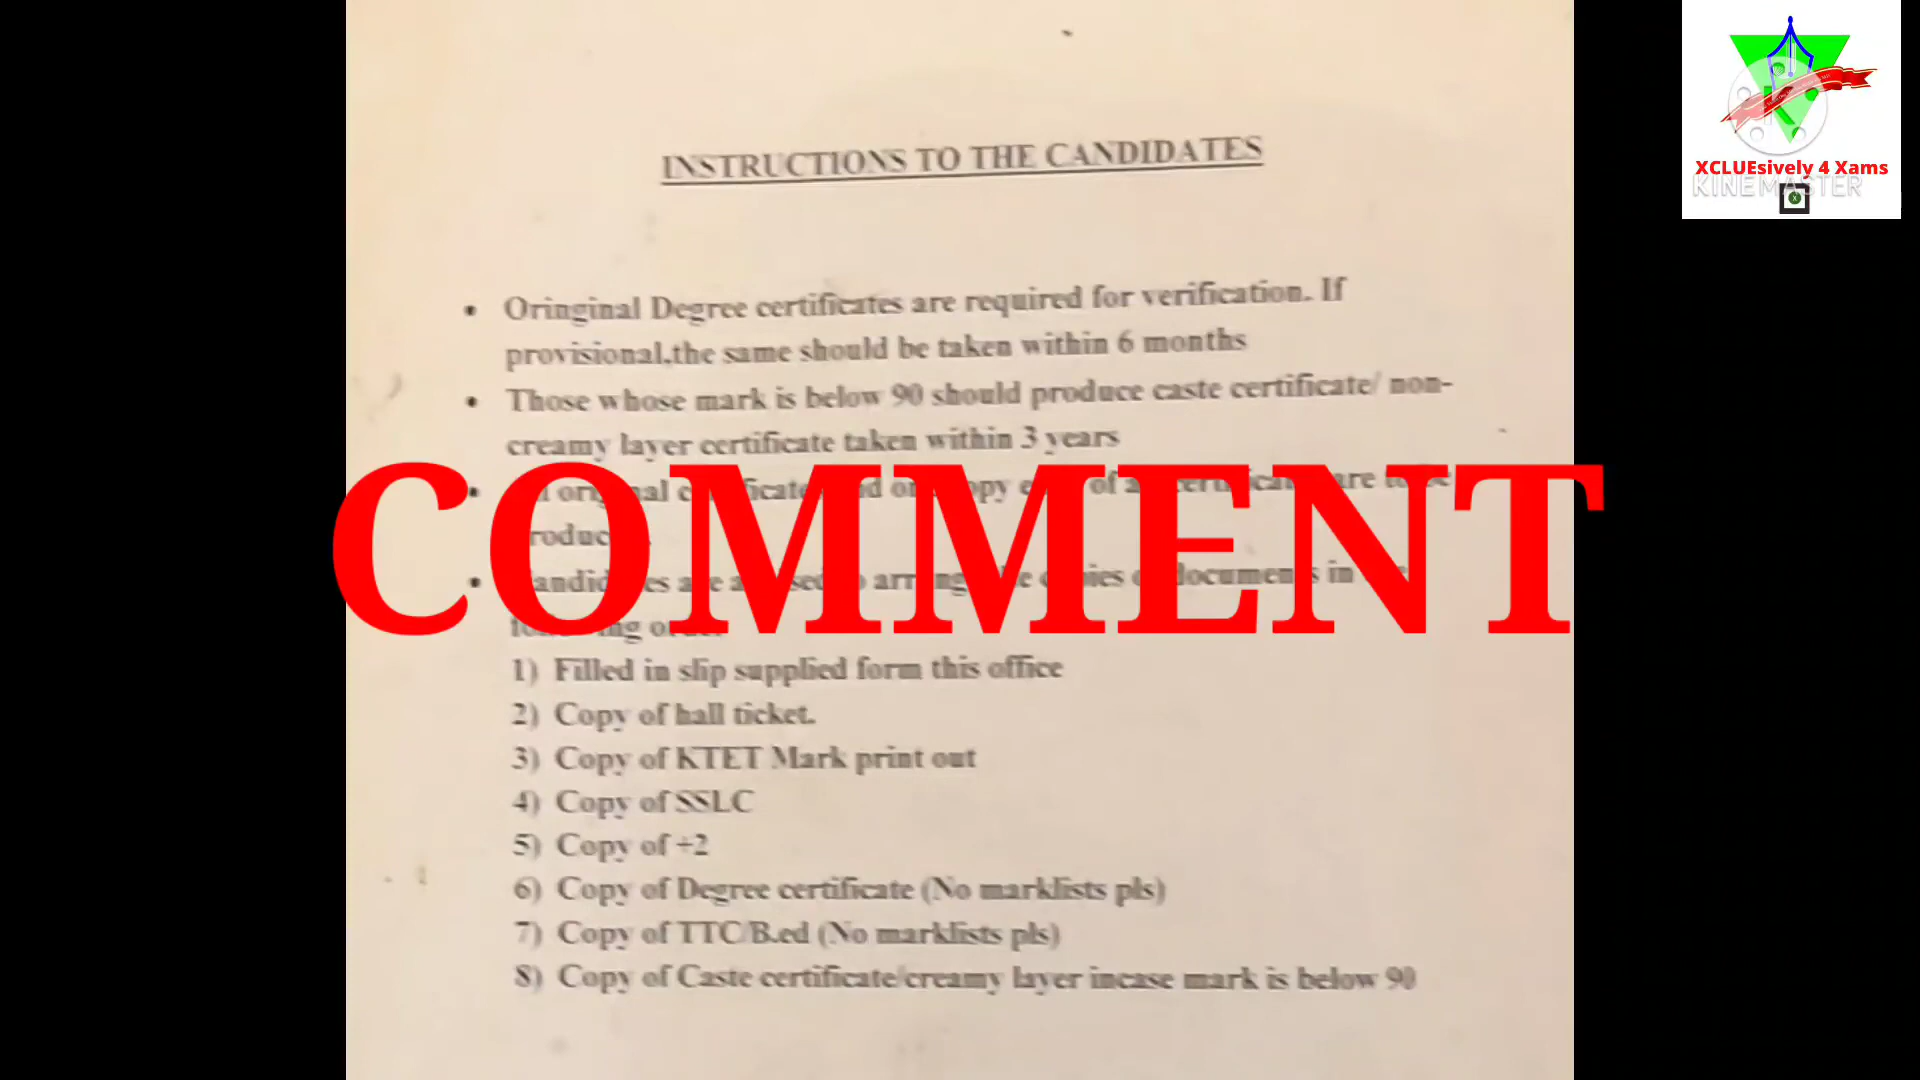 INSTRUCTIONS TO THE CANDIDATES
XCLUEsively 4 Xams
KINEMASTER
• Oringinal Degree certificates are required for verification. If
provisional,the same should be taken within 6 months
• Those whose mark is below 90 should produce caste certificate/ non-
creamy layer certificate taken within 3 years
COMMENT
1) Filled in slip supplied form this office
2) Copy of hall ticket.
3) Copy of KTET Mark print out
4) Copy of SSLC
5) Copy of +2
6) Copy of Degree certificate (No marklists pls)
7) Copy of TTC/B.ed (No marklists pls)
8) Copy of Caste certificate/creamy layer incase mark is below 90